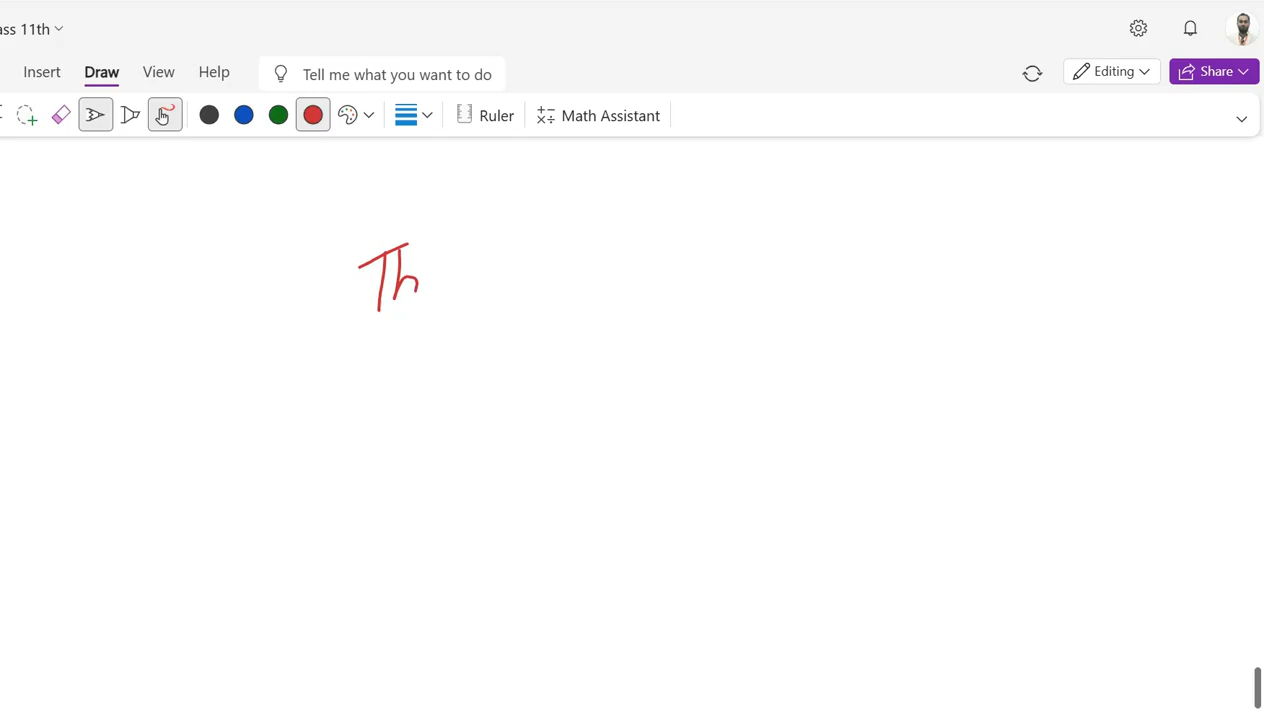 ass 11th
Insert Draw View Help Tell me what you want to do Editing Share
Ruler Math Assistant
Th